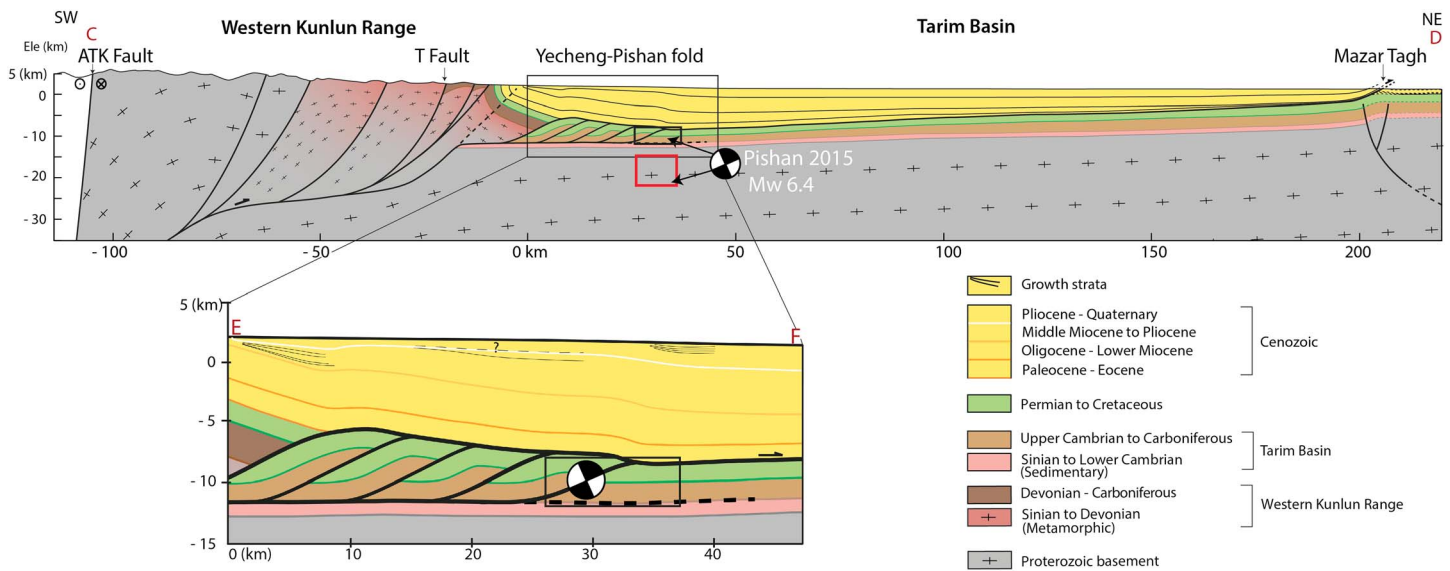 SW
Western Kunlun Range
Tarim Basin
NE
C
D
Ele (km)
ATK Fault
T Fault
Yecheng-Pishan fold
Mazar Tagh
5 (km)
0
- 10
- 20
- 30
Pishan 2015
Mw 6.4
- 100
- 50
0 km
50
100
150
200
5 (km)
E
F
?
0
- 5
- 10
- 15
0 (km)
10
20
30
40
Growth strata
Pliocene - Quaternary
Middle Miocene to Pliocene
Oligocene - Lower Miocene
Paleocene - Eocene
Cenozoic
Permian to Cretaceous
Upper Cambrian to Carboniferous
Sinian to Lower Cambrian
(Sedimentary)
Tarim Basin
Devonian - Carboniferous
Sinian to Devonian
(Metamorphic)
Western Kunlun Range
Proterozoic basement